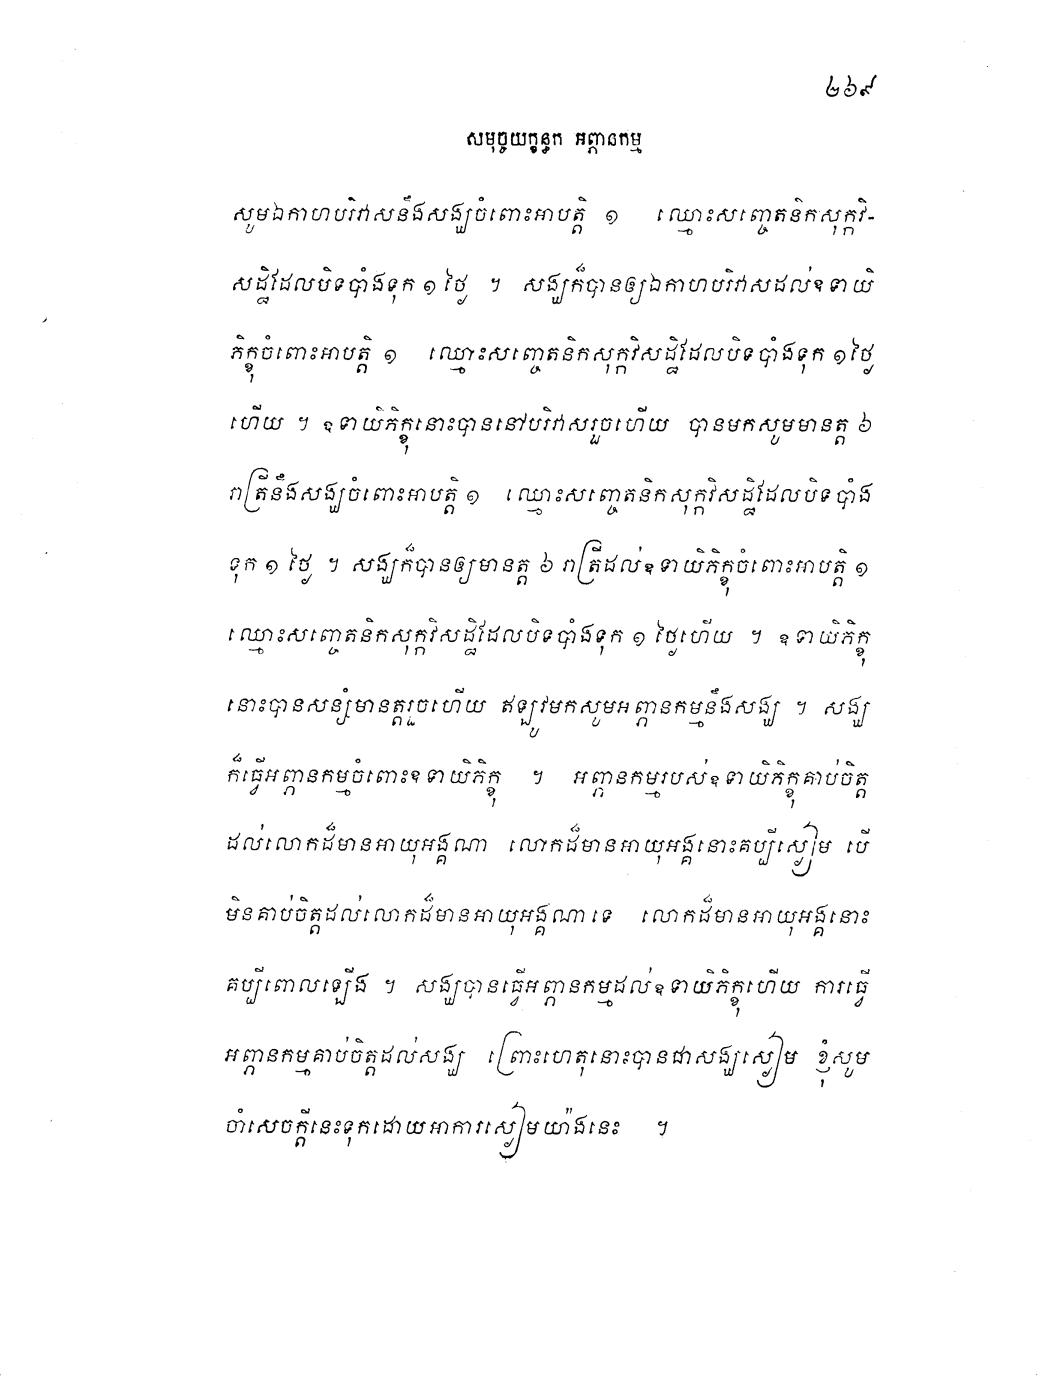 ២៦៩
សមុច្ចយក្ខន្ធក អព្ភានកម្ម
សូមឯកាហបរិវាសនឹងសង្ឃចំពោះអាបត្តិ ១ ឈ្មោះសញ្ចេតនិកសុក្កវិ-
សដ្ឋិដែលបិទបាំងទុក ១ ថ្ងៃ ។ សង្ឃក៏បានឲ្យឯកាហបរិវាសដល់ឧទាយិ
ភិក្ខុចំពោះអាបត្តិ ១ ឈ្មោះសញ្ចេតនិកសុក្កវិសដ្ឋិដែលបិទបាំងទុក ១ ថ្ងៃ
ហើយ ។ ឧទាយិភិក្ខុនោះបាននៅបរិវាសរួចហើយ បានមកសូមមានត្ត ៦
រាត្រីនឹងសង្ឃចំពោះអាបត្តិ ១ ឈ្មោះសញ្ចេតនិកសុក្កវិសដ្ឋិដែលបិទបាំង
ទុក ១ ថ្ងៃ ។ សង្ឃក៏បានឲ្យមានត្ត ៦ រាត្រីដល់ឧទាយិភិក្ខុចំពោះអាបត្តិ ១
ឈ្មោះសញ្ចេតនិកសុក្កវិសដ្ឋិដែលបិទបាំងទុក ១ ថ្ងៃហើយ ។ ឧទាយិភិក្ខុ
នោះបានសន្សំមានត្តរួចហើយ ឥឡូវមកសូមអព្ភានកម្មនឹងសង្ឃ ។ សង្ឃ
ក៏ធ្វើអព្ភានកម្មចំពោះឧទាយិភិក្ខុ ។ អព្ភានកម្មរបស់ឧទាយិភិក្ខុគាប់ចិត្ត
ដល់លោកដ៏មានអាយុអង្គណា លោកដ៏មានអាយុអង្គនោះគប្បីស្ងៀម បើ
មិនគាប់ចិត្តដល់លោកដ៏មានអាយុអង្គណាទេ លោកដ៏មានអាយុអង្គនោះ
គប្បីពោលឡើង ។ សង្ឃបានធ្វើអព្ភានកម្មដល់ឧទាយិភិក្ខុហើយ ការធ្វើ
អព្ភានកម្មគាប់ចិត្តដល់សង្ឃ ព្រោះហេតុនោះបានជាសង្ឃស្ងៀម ខ្ញុំសូម
ចាំសេចក្តីនេះទុកដោយអាការស្ងៀមយ៉ាងនេះ ។